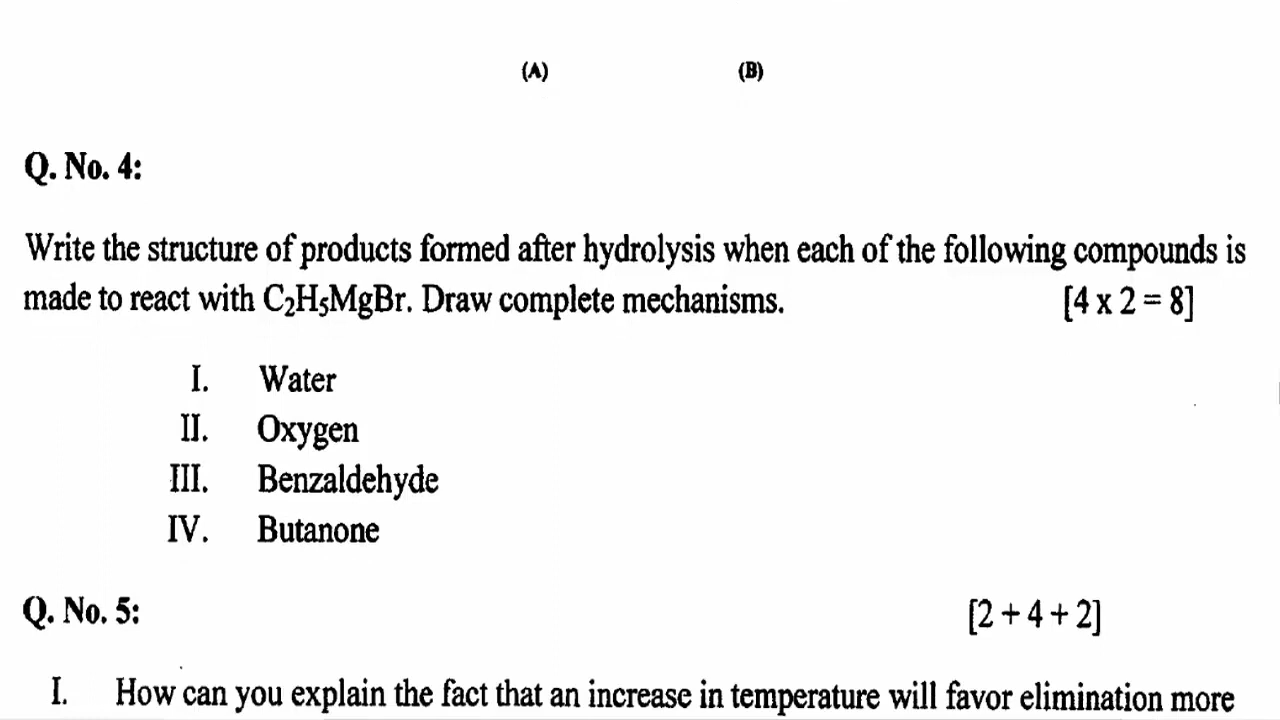 (A) (B)
Q. No. 4:
Write the structure of products formed after hydrolysis when each of the following compounds is
made to react with C₂H₅MgBr. Draw complete mechanisms. [4 x 2 = 8]
I. Water
II. Oxygen
III. Benzaldehyde
IV. Butanone
Q. No. 5: [2 + 4 + 2]
I. How can you explain the fact that an increase in temperature will favor elimination more